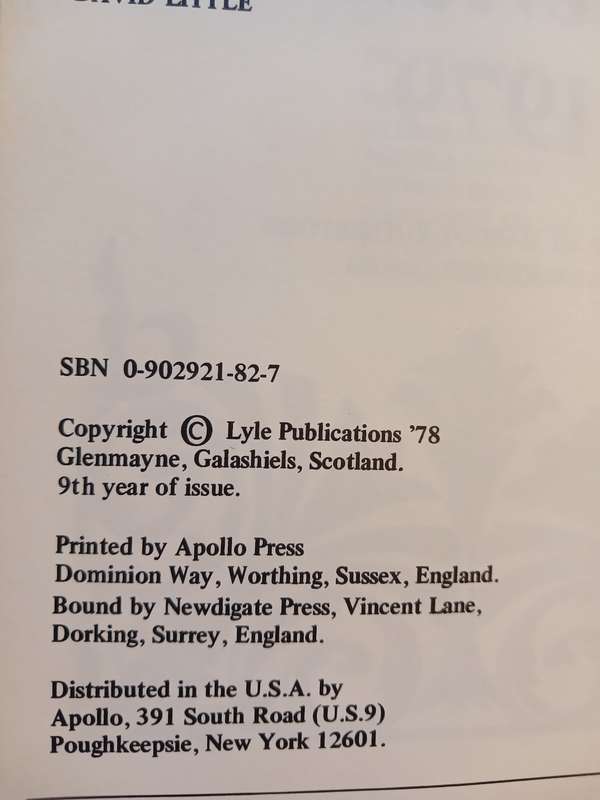 DAVID LITTLE
SBN 0-902921-82-7
Copyright © Lyle Publications '78
Glenmayne, Galashiels, Scotland.
9th year of issue.
Printed by Apollo Press
Dominion Way, Worthing, Sussex, England.
Bound by Newdigate Press, Vincent Lane,
Dorking, Surrey, England.
Distributed in the U.S.A. by
Apollo, 391 South Road (U.S.9)
Poughkeepsie, New York 12601.